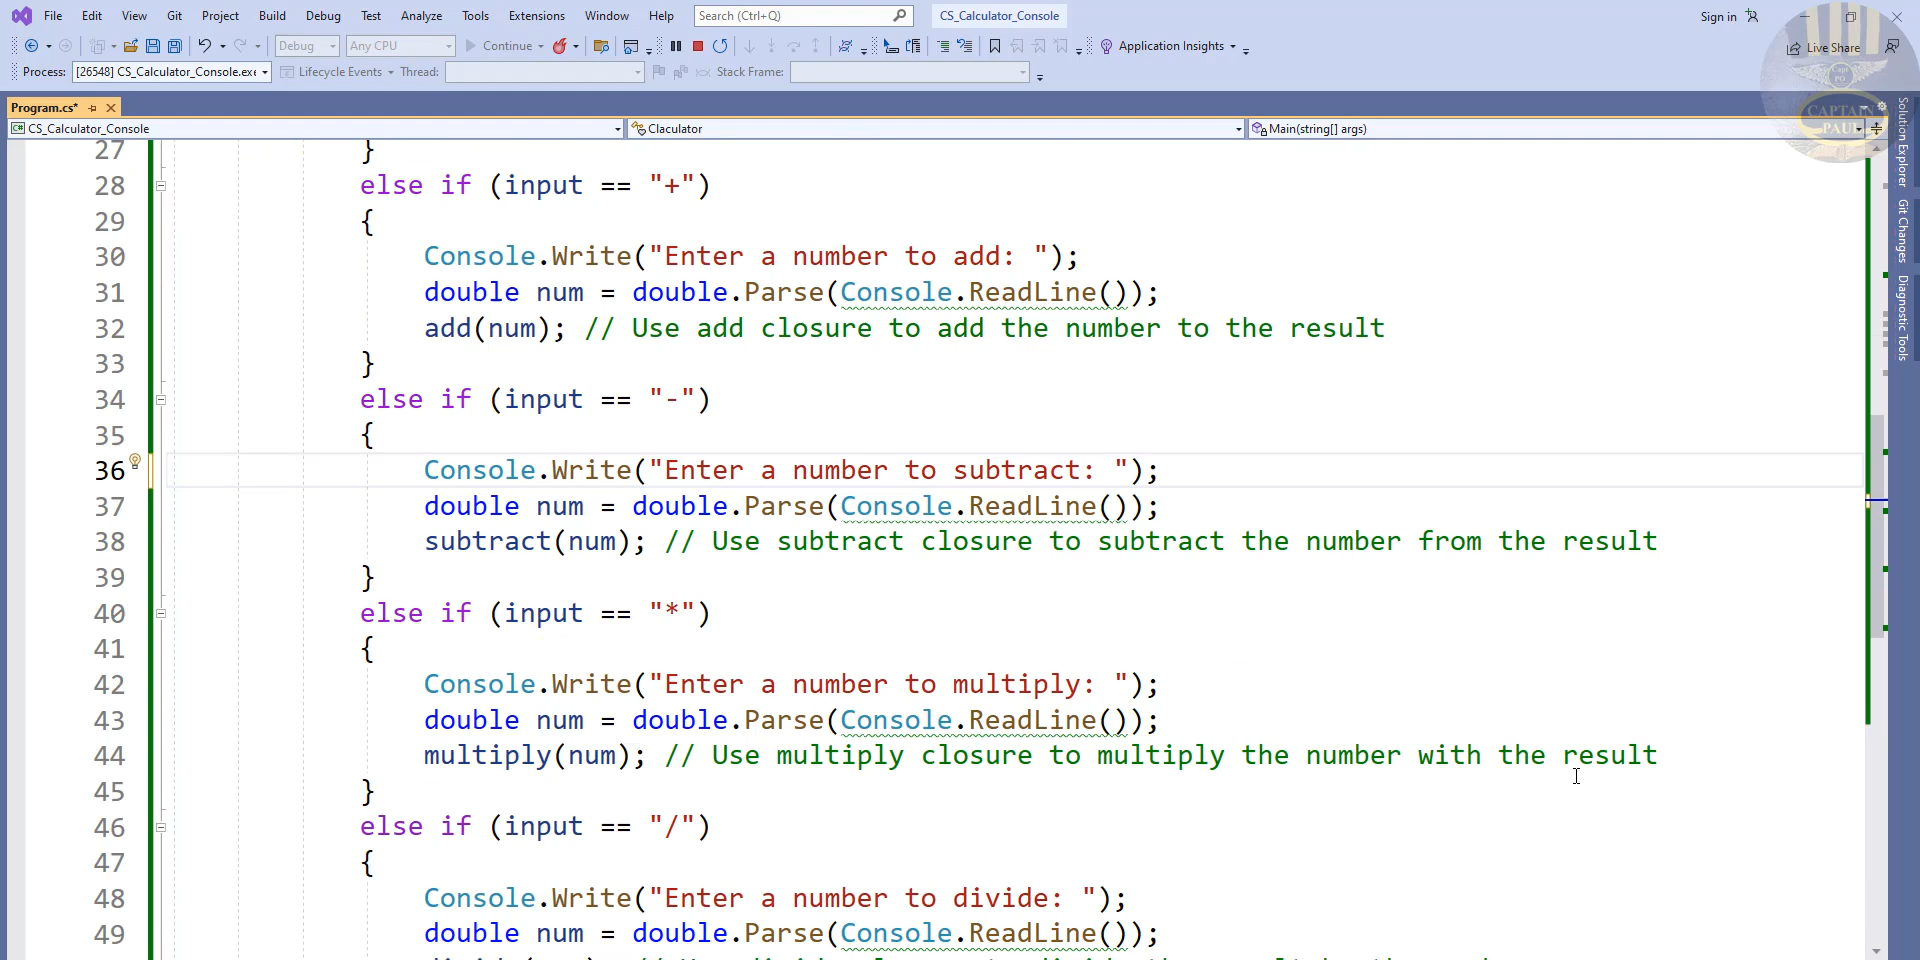 File Edit View Git Project Build Debug Test Analyze Tools Extensions Window Help Search (Ctrl+Q) CS_Calculator_Console Sign in
Debug Any CPU Continue Application Insights Live Share
Process: [26548] CS_Calculator_Console.exe Lifecycle Events Thread: Stack Frame:
Capt
PO
CAPTAIN
PAUL
Program.cs*
CS_Calculator_Console Claculator Main(string[] args)
27 }
28 else if (input == "+")
29 {
30 Console.Write("Enter a number to add: ");
31 double num = double.Parse(Console.ReadLine());
32 add(num); // Use add closure to add the number to the result
33 }
34 else if (input == "-")
35 {
36 Console.Write("Enter a number to subtract: ");
37 double num = double.Parse(Console.ReadLine());
38 subtract(num); // Use subtract closure to subtract the number from the result
39 }
40 else if (input == "*")
41 {
42 Console.Write("Enter a number to multiply: ");
43 double num = double.Parse(Console.ReadLine());
44 multiply(num); // Use multiply closure to multiply the number with the result
45 }
46 else if (input == "/")
47 {
48 Console.Write("Enter a number to divide: ");
49 double num = double.Parse(Console.ReadLine());
Solution Explorer
Git Changes
Diagnostic Tools